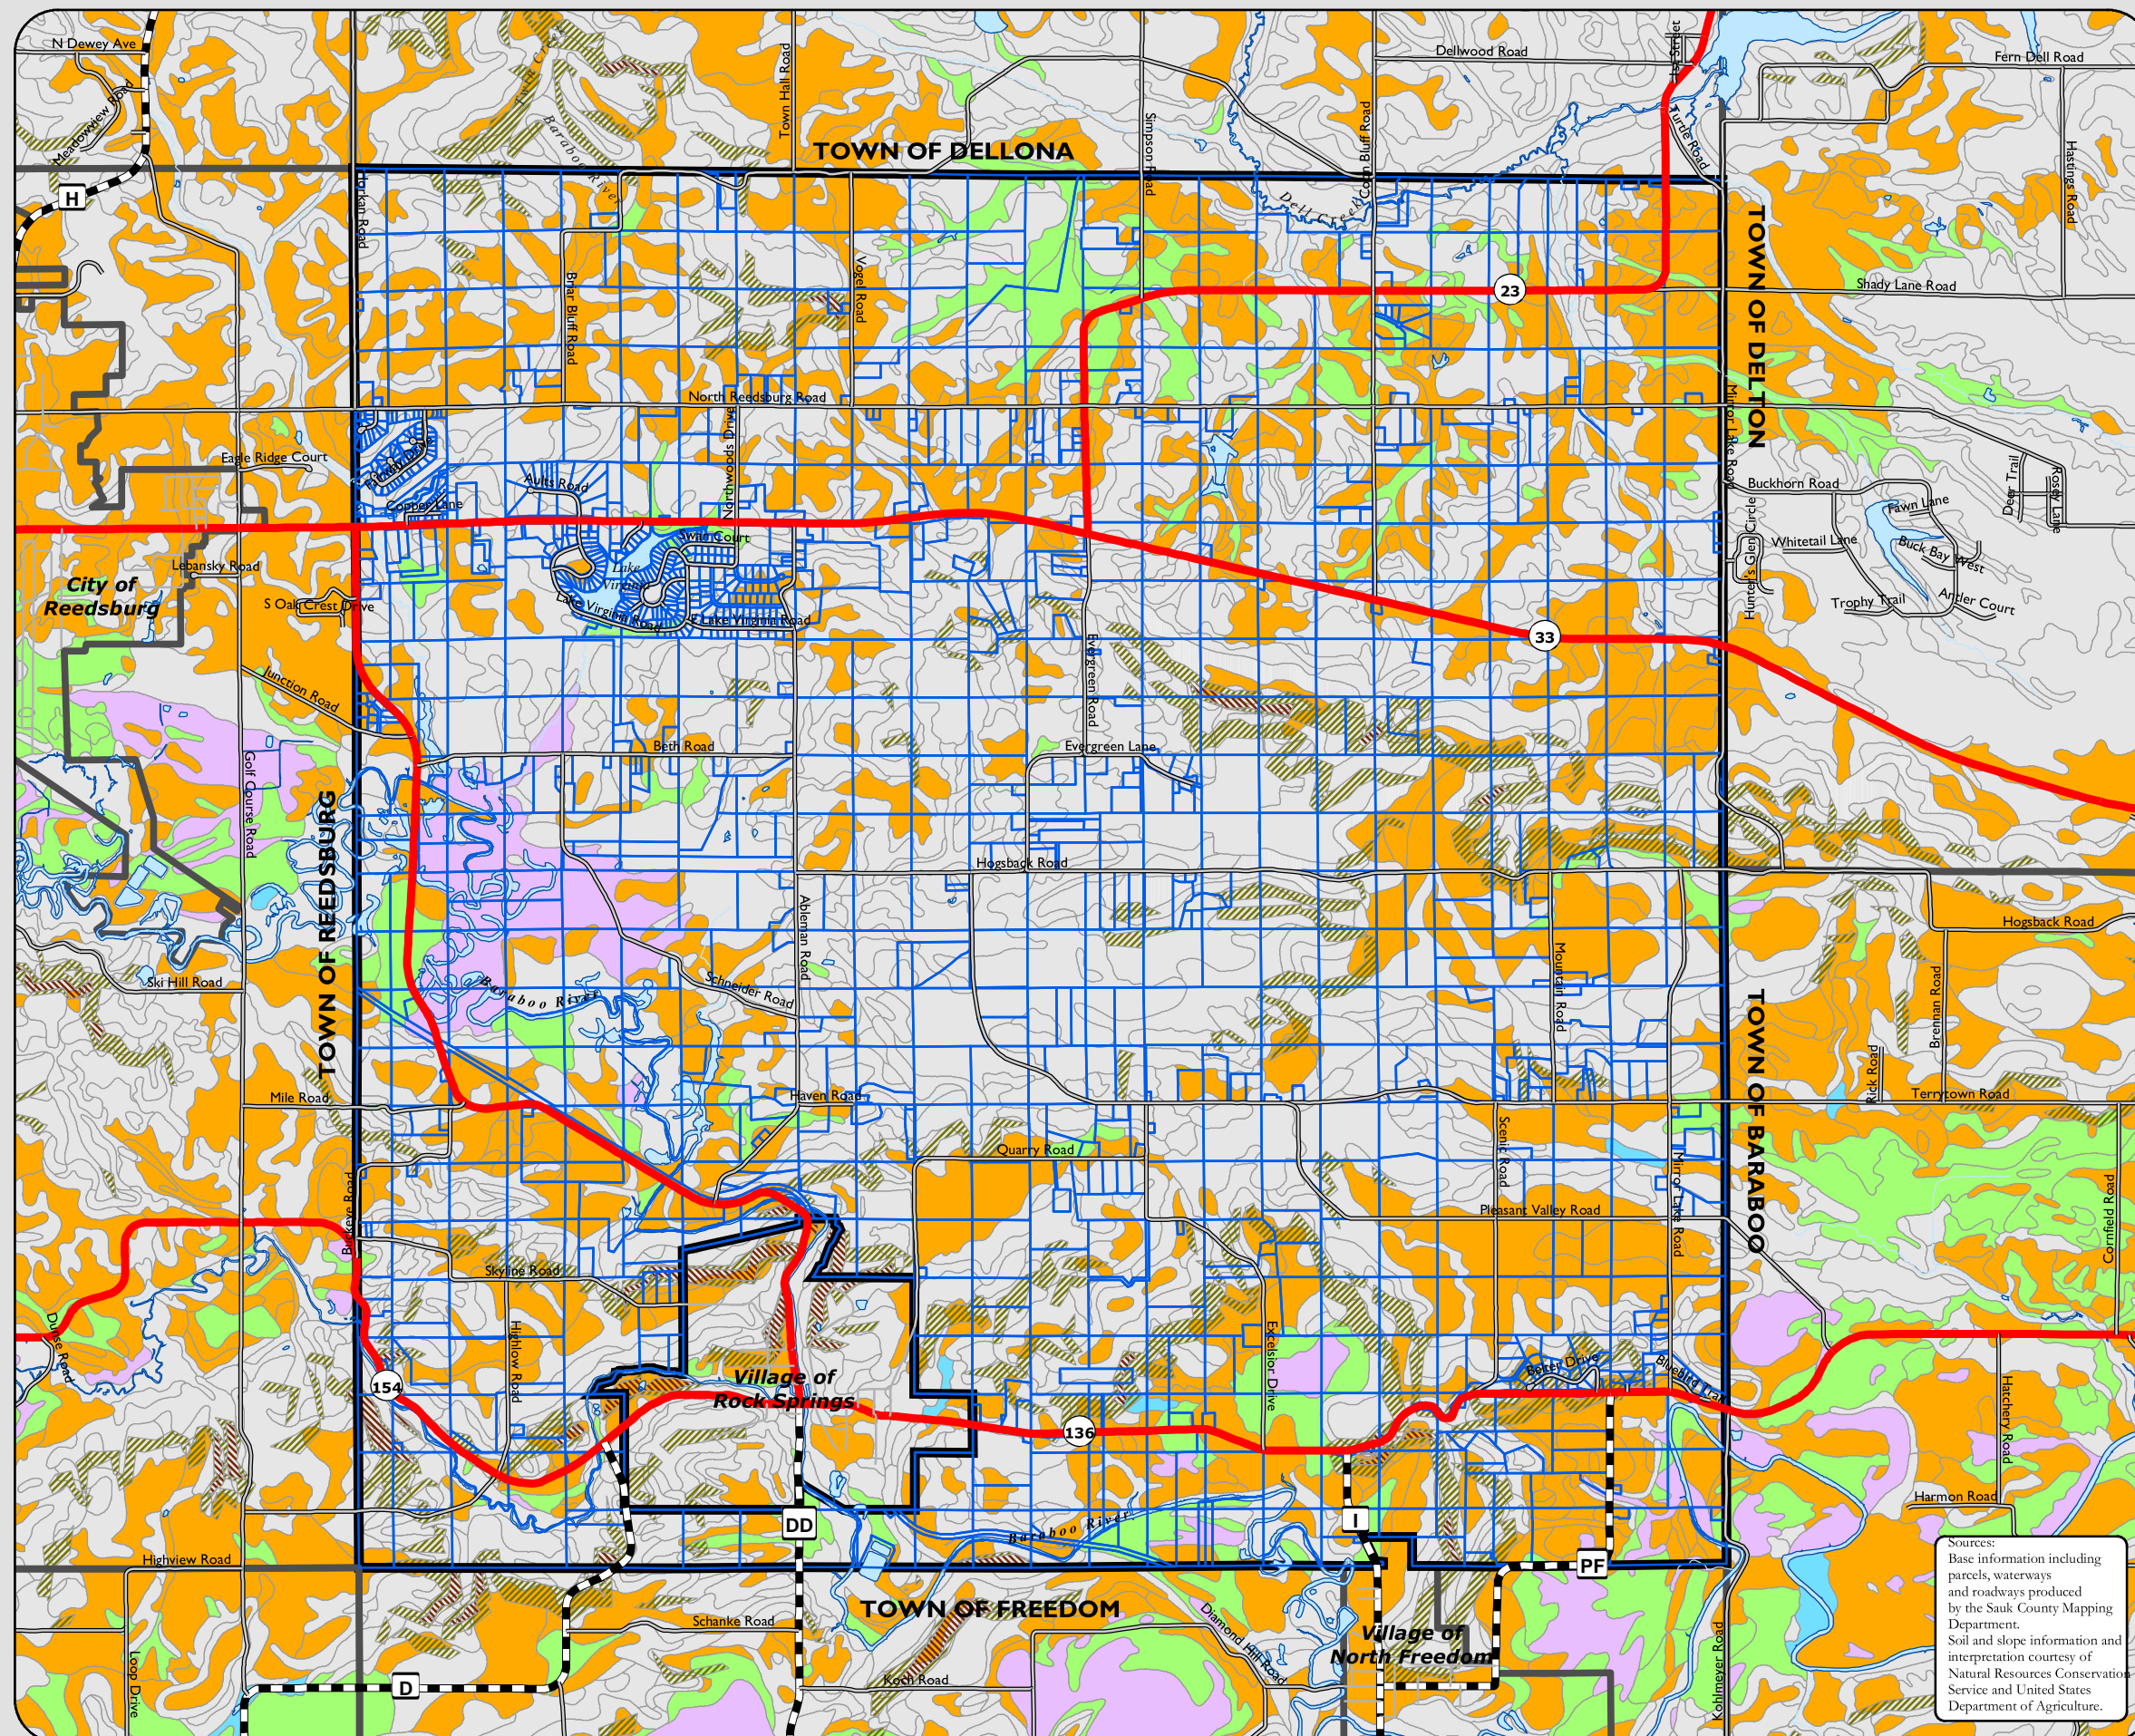 N Dewey Ave
Meadowview Road
H
Twin Creek
Baraboo River
Town Hall Road
TOWN OF DELLONA
Simpson Road
Coon Bluff Road
Dell Creek
Dellwood Road
1st Street
Turtle Road
Fern Dell Road
Hastings Road
TOWN OF DELTON
Shady Lane Road
23
Briar Bluff Road
Vogel Road
North Reedsburg Road
Northwoods Drive
Mirror Lake Road
Eagle Ridge Court
Copper Lane
Aults Road
Swan Court
Lake
Virginia
Lake Virginia Road
E Lake Virginia Road
Buckhorn Road
Deer Trail
Rosey Lane
Fawn Lane
Whitetail Lane
Buck Bay West
Hunter's Glen Circle
Trophy Trail
Antler Court
City of
Reedsburg
Lebansky Road
S Oak Crest Drive
Junction Road
33
Evergreen Road
Evergreen Lane
Beth Road
Golf Course Road
TOWN OF REEDSBURG
Hogsback Road
Ableman Road
Schneider Road
Baraboo River
Ski Hill Road
Mountain Road
Hogsback Road
Brennan Road
Rick Road
Terrytown Road
TOWN OF BARABOO
Mile Road
Haven Road
Quarry Road
Scenic Road
Mirror Lake Road
Pleasant Valley Road
Cornfield Road
Buckeye Road
Skyline Road
Highlow Road
Excelsior Drive
Dunse Road
154
Village of
Rock Springs
136
Bolter Drive
Bluebird Trail
Hatchery Road
Harmon Road
DD
Baraboo River
I
PF
Highview Road
Loop Drive
D
Schanke Road
Koch Road
TOWN OF FREEDOM
Diamond Hill Road
Village of
North Freedom
Kohlmeyer Road
Sources:
Base information including
parcels, waterways
and roadways produced
by the Sauk County Mapping
Department.
Soil and slope information and
interpretation courtesy of
Natural Resources Conservation
Service and United States
Department of Agriculture.